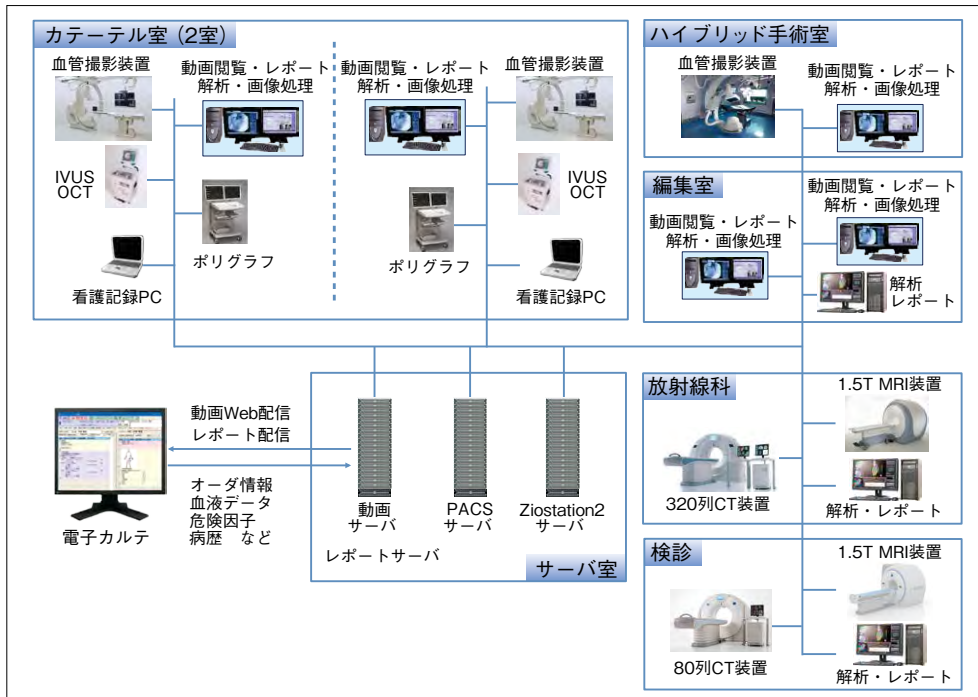 カテーテル室（2室）
血管撮影装置
動画閲覧・レポート
解析・画像処理
IVUS
OCT
ポリグラフ
看護記録PC
動画閲覧・レポート
解析・画像処理
血管撮影装置
IVUS
OCT
ポリグラフ
看護記録PC
ハイブリッド手術室
血管撮影装置
動画閲覧・レポート
解析・画像処理
編集室
動画閲覧・レポート
解析・画像処理
動画閲覧・レポート
解析・画像処理
解析
レポート
動画Web配信
レポート配信
オーダ情報
血液データ
危険因子
病歴　など
電子カルテ
動画
サーバ
レポートサーバ
PACS
サーバ
Ziostation2
サーバ
サーバ室
放射線科
1.5T MRI装置
320列CT装置
解析・レポート
検診
1.5T MRI装置
80列CT装置
解析・レポート